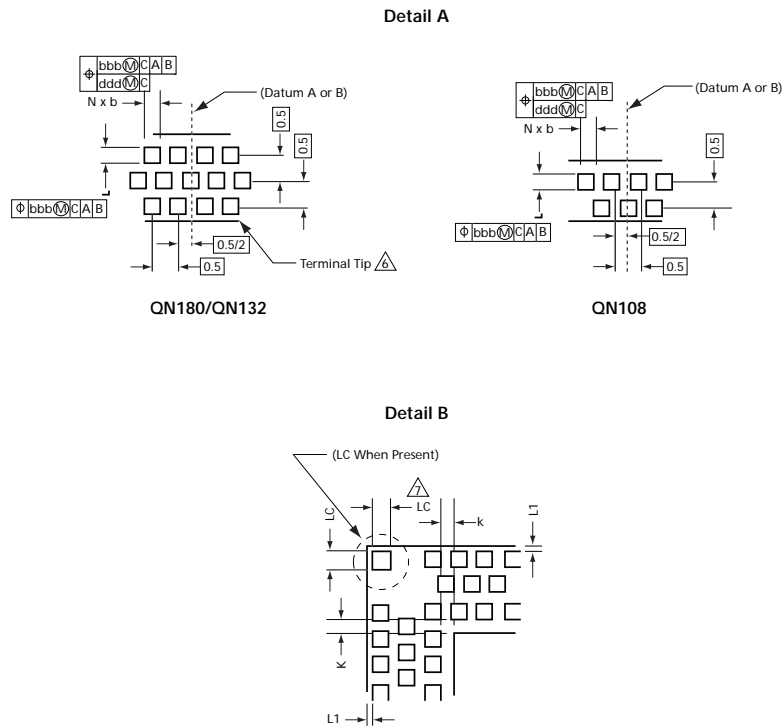 Detail A
⌖ bbb Ⓜ C A B
ddd Ⓜ C
N x b
(Datum A or B)
0.5
0.5
L
ϕ bbb Ⓜ C A B
0.5/2
0.5
Terminal Tip 6
QN180/QN132
⌖ bbb Ⓜ C A B
ddd Ⓜ C
N x b
(Datum A or B)
0.5
L
ϕ bbb Ⓜ C A B
0.5/2
0.5
QN108
Detail B
(LC When Present)
7
LC
LC
k
L1
K
L1